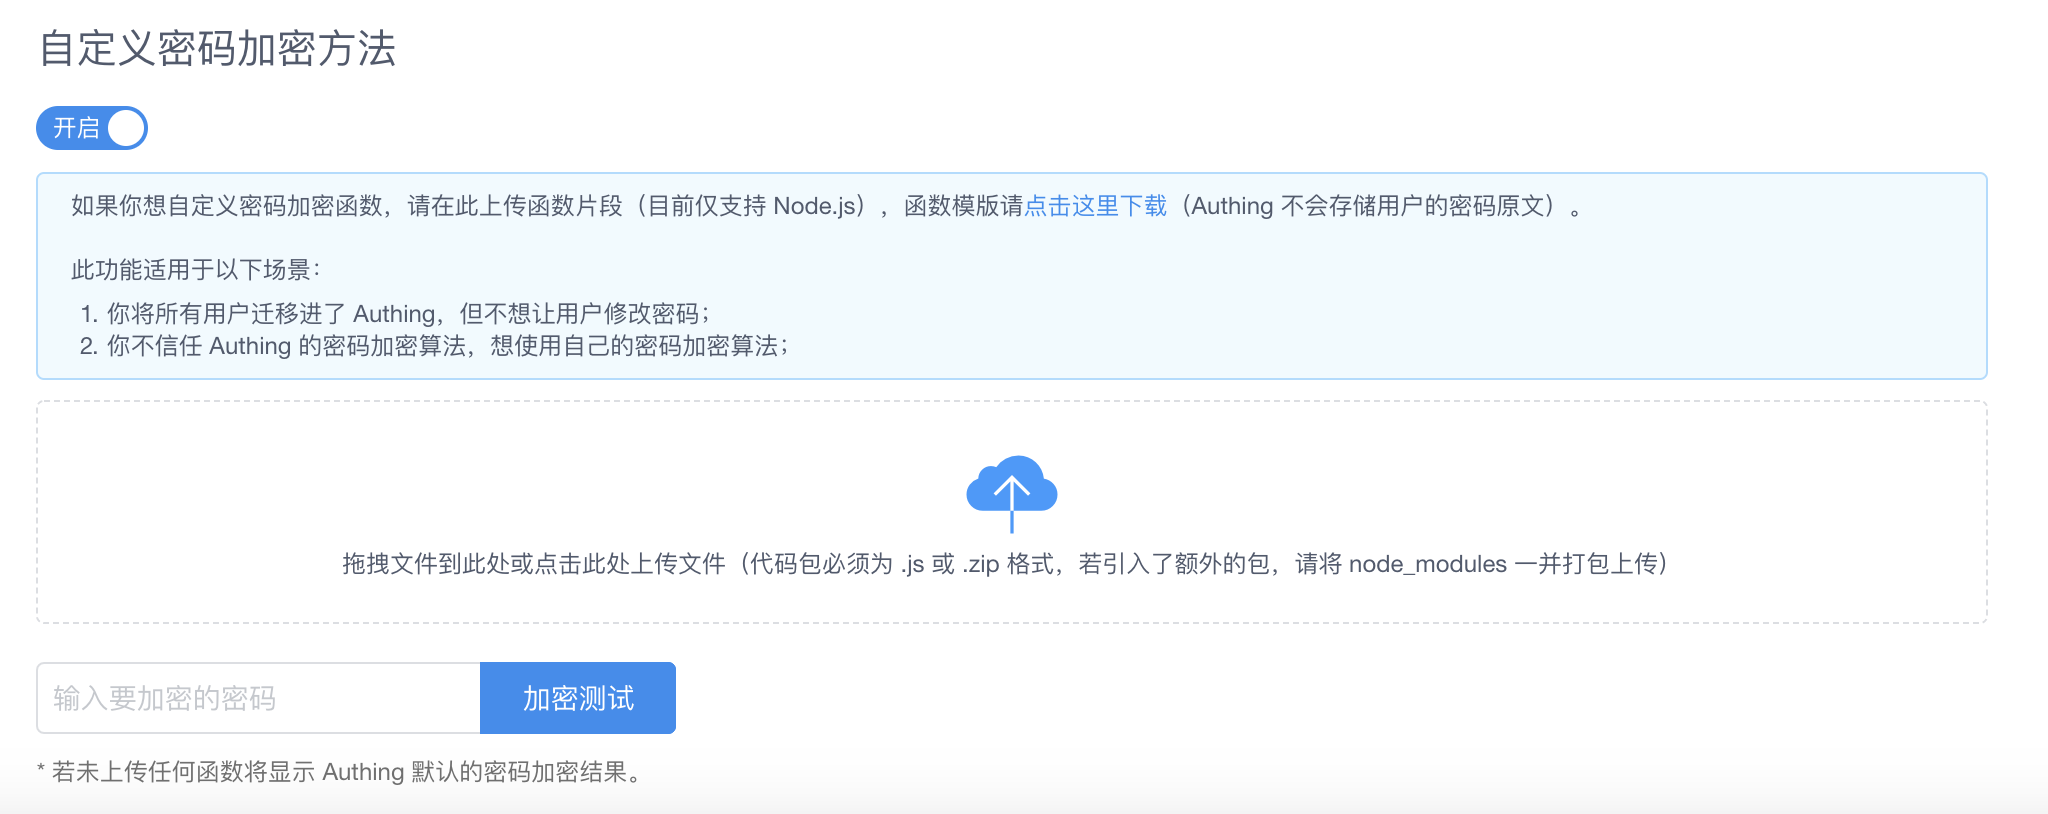 自定义密码加密方法
开启
如果你想自定义密码加密函数，请在此上传函数片段（目前仅支持 Node.js），函数模版请点击这里下载（Authing 不会存储用户的密码原文）。
此功能适用于以下场景：
1. 你将所有用户迁移进了 Authing，但不想让用户修改密码；
2. 你不信任 Authing 的密码加密算法，想使用自己的密码加密算法；
拖拽文件到此处或点击此处上传文件（代码包必须为 .js 或 .zip 格式，若引入了额外的包，请将 node_modules 一并打包上传）
输入要加密的密码
加密测试
* 若未上传任何函数将显示 Authing 默认的密码加密结果。